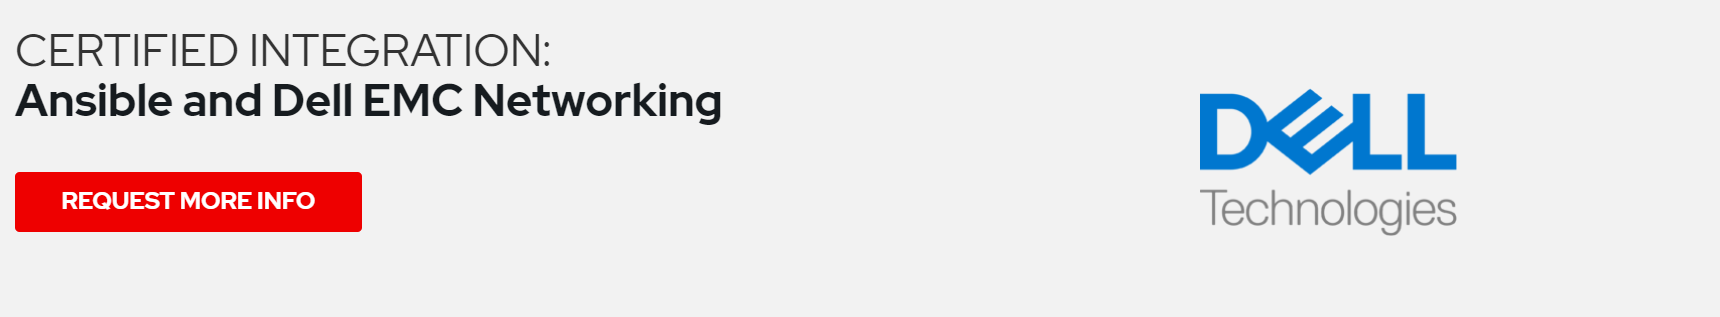 CERTIFIED INTEGRATION:
Ansible and Dell EMC Networking
REQUEST MORE INFO
DELL
Technologies